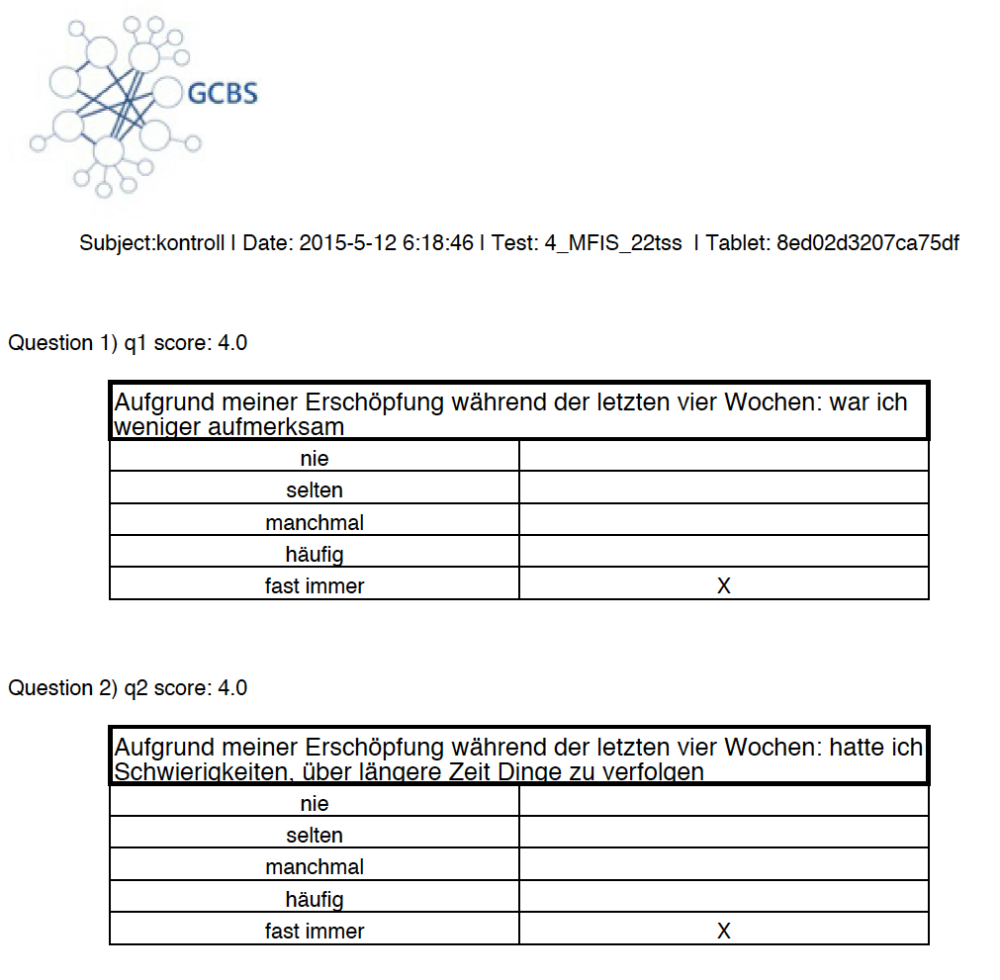 GCBS
Subject:kontroll | Date: 2015-5-12 6:18:46 | Test: 4_MFIS_22tss | Tablet: 8ed02d3207ca75df
Question 1) q1 score: 4.0
Aufgrund meiner Erschöpfung während der letzten vier Wochen: war ich
weniger aufmerksam
nie
selten
manchmal
häufig
fast immer X
Question 2) q2 score: 4.0
Aufgrund meiner Erschöpfung während der letzten vier Wochen: hatte ich
Schwierigkeiten, über längere Zeit Dinge zu verfolgen
nie
selten
manchmal
häufig
fast immer X